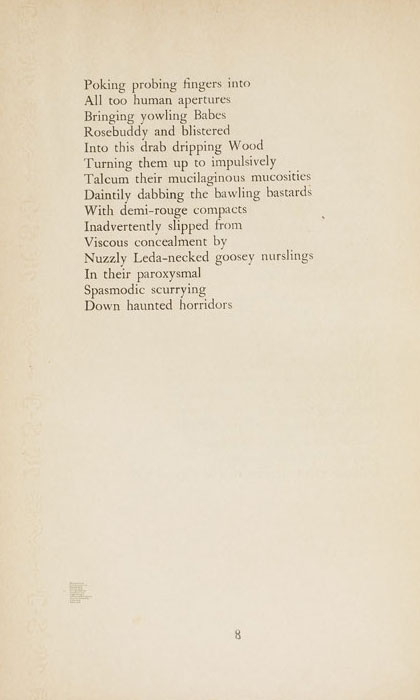 Poking probing fingers into
All too human apertures
Bringing yowling Babes
Rosebuddy and blistered
Into this drab dripping Wood
Turning them up to impulsively
Talcum their mucilaginous mucosities
Daintily dabbing the bawling bastards
With demi-rouge compacts
Inadvertently slipped from
Viscous concealment by
Nuzzly Leda-necked goosey nurslings
In their paroxysmal
Spasmodic scurrying
Down haunted horridors
8